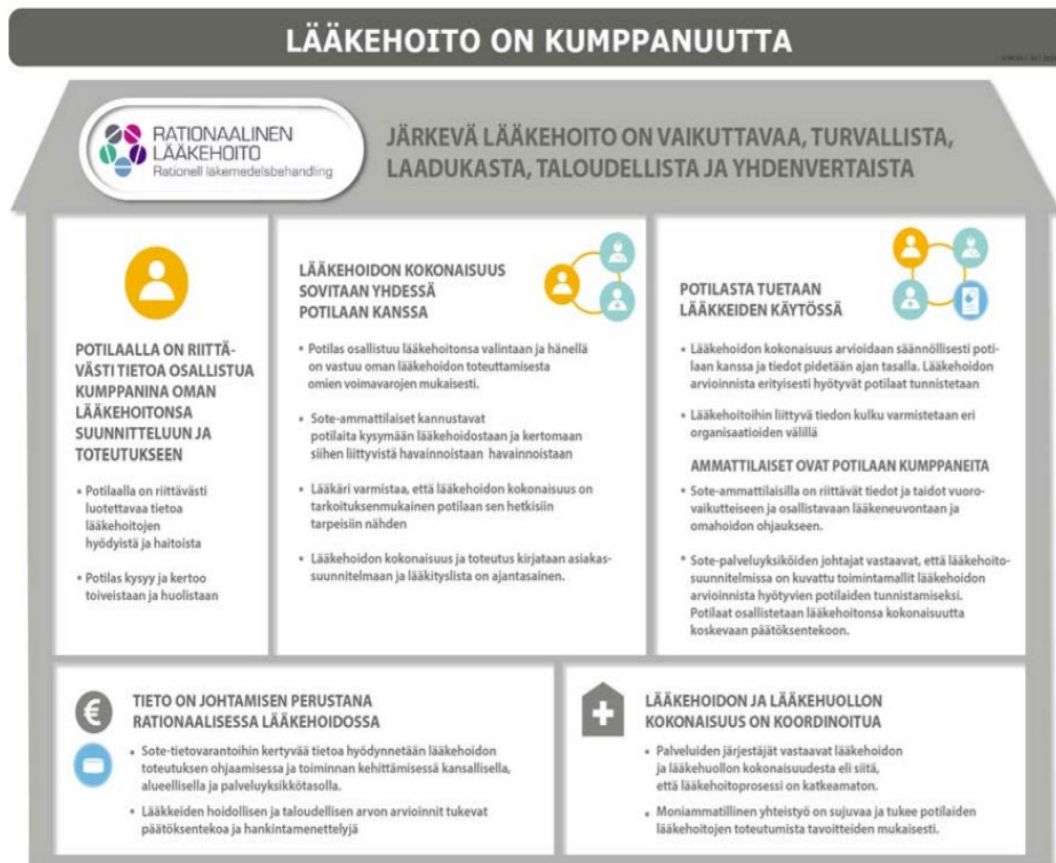 LÄÄKEHOITO ON KUMPPANUUTTA
RATIONAALINEN
LÄÄKEHOITO
Rationell läkemedelsbehandling
JÄRKEVÄ LÄÄKEHOITO ON VAIKUTTAVAA, TURVALLISTA,
LAADUKASTA, TALOUDELLISTA JA YHDENVERTAISTA
POTILAALLA ON RIITTÄ-
VÄSTI TIETOA OSALLISTUA
KUMPPANINA OMAN
LÄÄKEHOITONSA
SUUNNITTELUUN JA
TOTEUTUKSEEN
• Potilaalla on riittävästi
luotettavaa tietoa
lääkehoitojen
hyödyistä ja haitoista
• Potilas kysyy ja kertoo
toiveistaan ja huolistaan
LÄÄKEHOIDON KOKONAISUUS
SOVITAAN YHDESSÄ
POTILAAN KANSSA
• Potilas osallistuu lääkehoitonsa valintaan ja hänellä
on vastuu oman lääkehoidon toteuttamisesta
omien voimavarojen mukaisesti.
• Sote-ammattilaiset kannustavat
potilaita kysymään lääkehoidostaan ja kertomaan
siihen liittyvistä havainnoistaan havainnoistaan
• Lääkäri varmistaa, että lääkehoidon kokonaisuus on
tarkoituksenmukainen potilaan sen hetkisiin
tarpeisiin nähden
• Lääkehoidon kokonaisuus ja toteutus kirjataan asiakas-
suunnitelmaan ja lääkityslista on ajantasainen.
POTILASTA TUETAAN
LÄÄKKEIDEN KÄYTÖSSÄ
• Lääkehoidon kokonaisuus arvioidaan säännöllisesti poti-
laan kanssa ja tiedot pidetään ajan tasalla. Lääkehoidon
arvioinnista erityisesti hyötyvät potilaat tunnistetaan
• Lääkehoitoihin liittyvä tiedon kulku varmistetaan eri
organisaatioiden välillä
AMMATTILAISET OVAT POTILAAN KUMPPANEITA
• Sote-ammattilaisilla on riittävät tiedot ja taidot vuoro-
vaikutteiseen ja osallistavaan lääkeneuvontaan ja
omahoidon ohjaukseen.
* Sote-palveluyksiköiden johtajat vastaavat, että lääkehoito-
suunnitelmissa on kuvattu toimintamallit lääkehoidon
arvioinnista hyötyvien potilaiden tunnistamiseksi.
Potilaat osallistetaan lääkehoitonsa kokonaisuutta
koskevaan päätöksentekoon.
€
TIETO ON JOHTAMISEN PERUSTANA
RATIONAALISESSA LÄÄKEHOIDOSSA
• Sote-tietovarantoihin kertyvää tietoa hyödynnetään lääkehoidon
toteutuksen ohjaamisessa ja toiminnan kehittämisessä kansallisella,
alueellisella ja palveluyksikkötasolla.
• Lääkkeiden hoidollisen ja taloudellisen arvon arvioinnit tukevat
päätöksentekoa ja hankintamenettelyjä
LÄÄKEHOIDON JA LÄÄKEHUOLLON
KOKONAISUUS ON KOORDINOITUA
• Palveluiden järjestäjät vastaavat lääkehoidon
ja lääkehuollon kokonaisuudesta eli siitä,
että lääkehoitoprosessi on katkeamaton.
• Moniammatillinen yhteistyö on sujuvaa ja tukee potilaiden
lääkehoitojen toteutumista tavoitteiden mukaisesti.